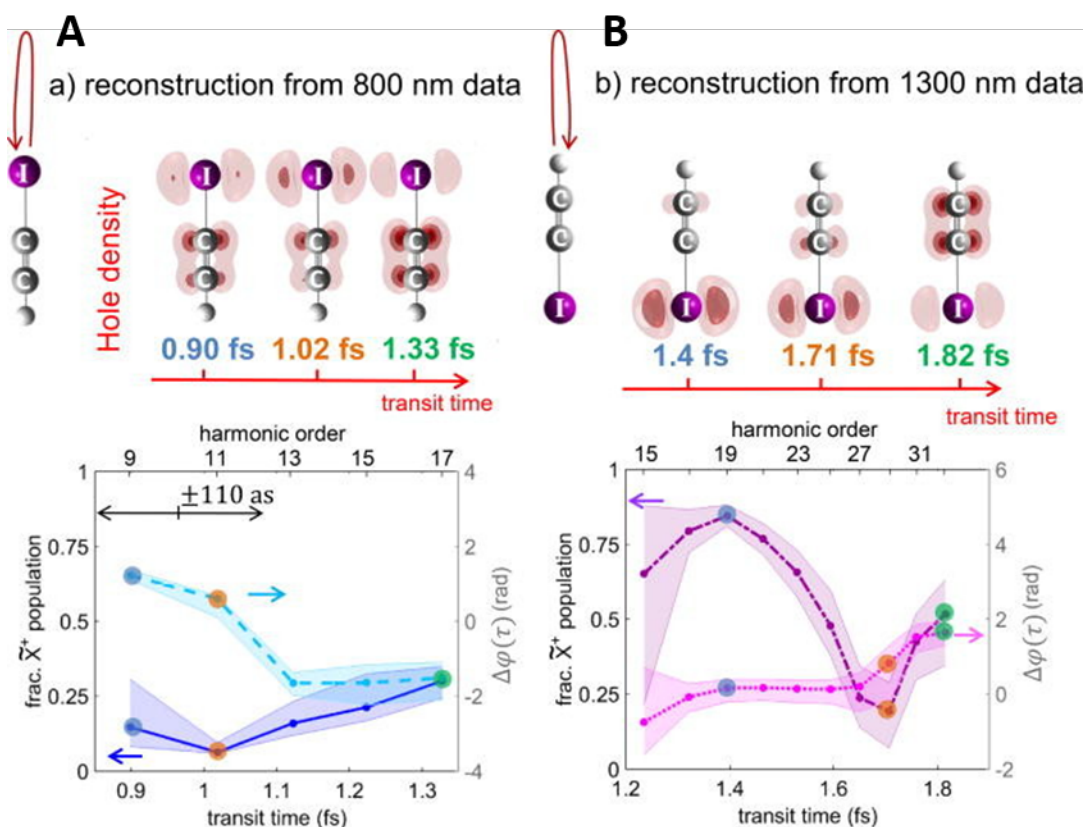 A
a) reconstruction from 800 nm data
I
C
C
Hole density
I I I
C C C
C C C
0.90 fs 1.02 fs 1.33 fs
transit time
harmonic order
9 11 13 15 17
±110 as
frac. X̃⁺ population
1
0.75
0.5
0.25
0
Δφ(τ) (rad)
4
2
0
-2
-4
0.9 1 1.1 1.2 1.3
transit time (fs)
B
b) reconstruction from 1300 nm data
C
C
I
C C C
C C C
I I I
1.4 fs 1.71 fs 1.82 fs
transit time
harmonic order
15 19 23 27 31
frac. X̃⁺ population
1
0.75
0.5
0.25
0
Δφ(τ) (rad)
6
4
2
0
-2
1.2 1.4 1.6 1.8
transit time (fs)